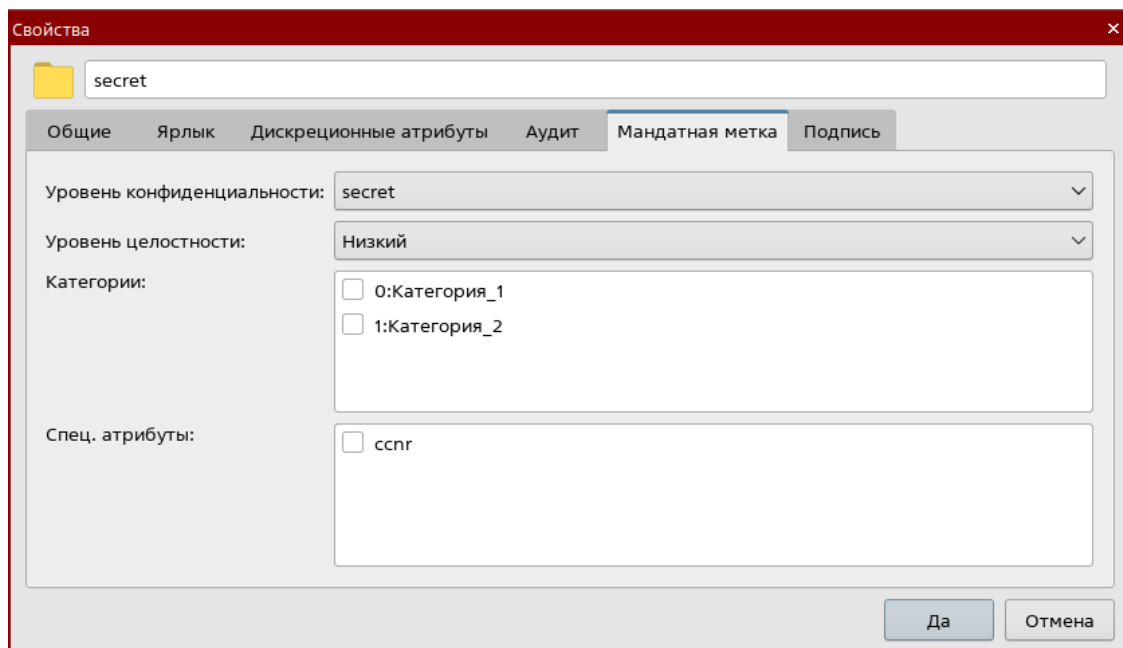 Свойства
secret
Общие Ярлык Дискреционные атрибуты Аудит Мандатная метка Подпись
Уровень конфиденциальности: secret
Уровень целостности: Низкий
Категории: 0:Категория_1
1:Категория_2
Спец. атрибуты: ccnr
Да Отмена